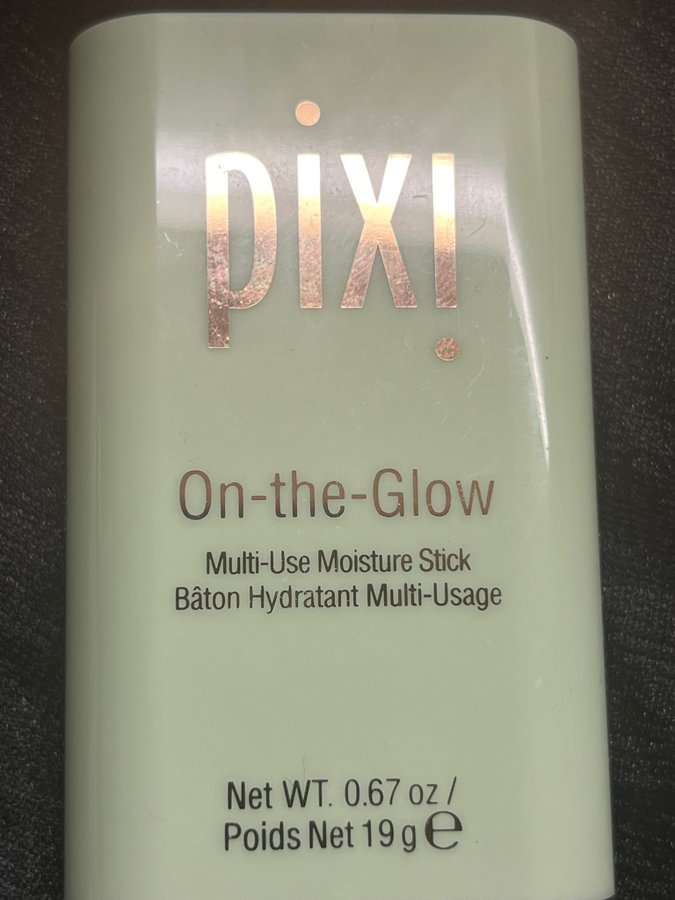 pixi
On-the-Glow
Multi-Use Moisture Stick
Bâton Hydratant Multi-Usage
Net WT. 0.67 oz /
Poids Net 19 g ℮